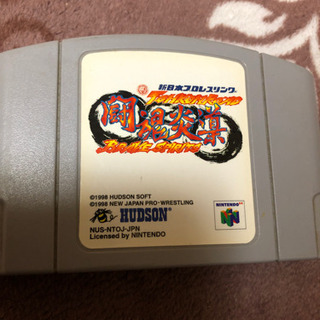 新日本プロレスリング
闘魂炎導
BRAVE SPIRITS
©1998 HUDSON SOFT
©1998 NEW JAPAN PRO-WRESTLING
HUDSON
NINTENDO 64
NUS-NTOJ-JPN
Licensed by NINTENDO